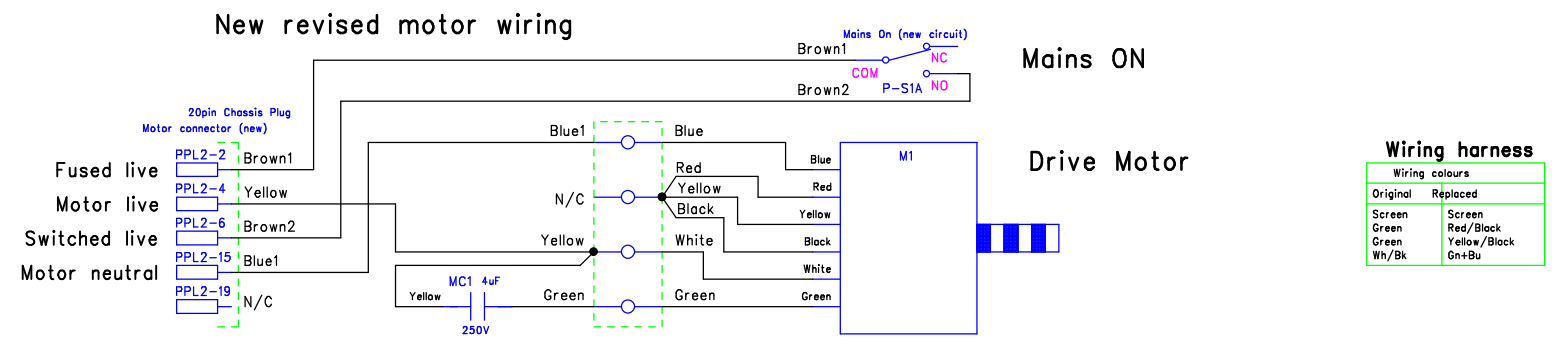 New revised motor wiring
Mains On (new circuit)
Brown1
NC
COM
Mains ON
Brown2
P-S1A
NO
20pin Chassis Plug
Motor connector (new)
Blue1
Blue
PPL2-2
Brown1
Fused live
Blue
M1
Drive Motor
Red
PPL2-4
Yellow
Motor live
N/C
Yellow
Red
Black
Yellow
PPL2-6
Brown2
Switched live
Yellow
White
Black
PPL2-15
Blue1
Motor neutral
White
MC1 4uF
PPL2-19
N/C
Yellow
Green
Green
Green
250V
Wiring harness
Wiring colours
Original Replaced
Screen Screen
Green Red/Black
Green Yellow/Black
Wh/Bk Gn+Bu